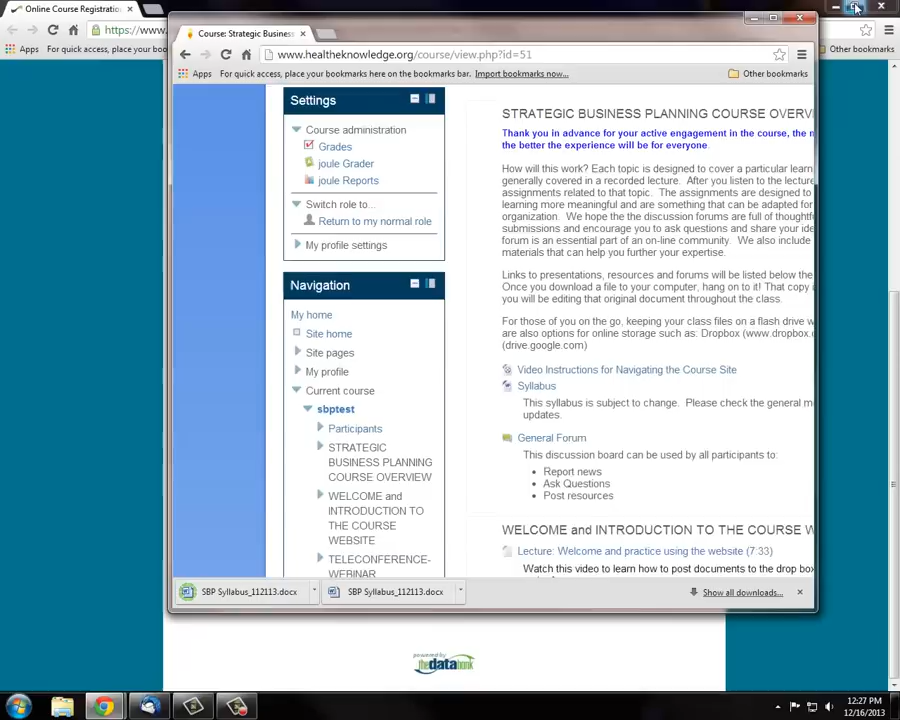 Online Course Registratio
https://www.
For quick access, place your boo
Other bookmarks
Course: Strategic Business
www.healtheknowledge.org/course/view.php?id=51
Apps For quick access, place your bookmarks here on the bookmarks bar. Import bookmarks now... Other bookmarks
Settings
Course administration
Grades
joule Grader
joule Reports
Switch role to...
Return to my normal role
My profile settings
Navigation
My home
Site home
Site pages
My profile
Current course
sbptest
Participants
STRATEGIC
BUSINESS PLANNING
COURSE OVERVIEW
WELCOME and
INTRODUCTION TO
THE COURSE
WEBSITE
TELECONFERENCE-
WEBINAR
STRATEGIC BUSINESS PLANNING COURSE OVERVI
Thank you in advance for your active engagement in the course, the m
the better the experience will be for everyone.
How will this work? Each topic is designed to cover a particular learn
generally covered in a recorded lecture. After you listen to the lecture
assignments related to that topic. The assignments are designed to
learning more meaningful and are something that can be adapted for
organization. We hope the the discussion forums are full of thoughtf
submissions and encourage you to ask questions and share your ide
forum is an essential part of an on-line community. We also include
materials that can help you further your expertise.
Links to presentations, resources and forums will be listed below the
Once you download a file to your computer, hang on to it! That copy i
you will be editing that original document throughout the class.
For those of you on the go, keeping your class files on a flash drive w
are also options for online storage such as: Dropbox (www.dropbox.c
(drive.google.com)
Video Instructions for Navigating the Course Site
Syllabus
This syllabus is subject to change. Please check the general m
updates.
General Forum
This discussion board can be used by all participants to:
Report news
Ask Questions
Post resources
WELCOME and INTRODUCTION TO THE COURSE W
Lecture: Welcome and practice using the website (7:33)
Watch this video to learn how to post documents to the drop box
SBP Syllabus_112113.docx
SBP Syllabus_112113.docx
Show all downloads...
powered by
thedatabank
12:27 PM
12/16/2013